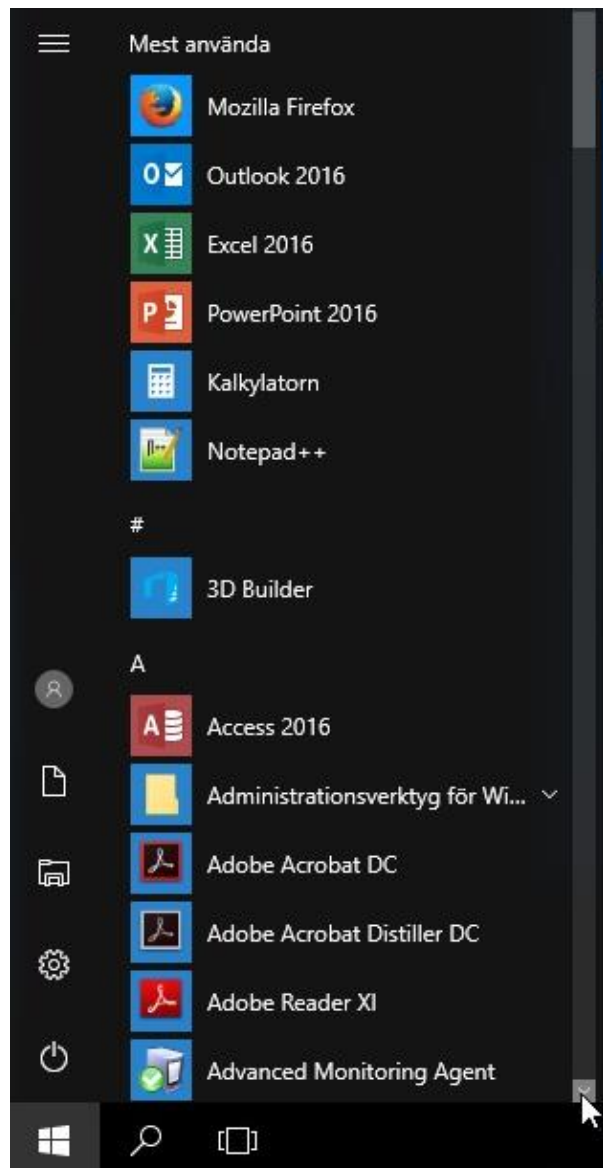 Mest använda
Mozilla Firefox
Outlook 2016
Excel 2016
PowerPoint 2016
Kalkylatorn
Notepad++
#
3D Builder
A
Access 2016
Administrationsverktyg för Wi...
Adobe Acrobat DC
Adobe Acrobat Distiller DC
Adobe Reader XI
Advanced Monitoring Agent